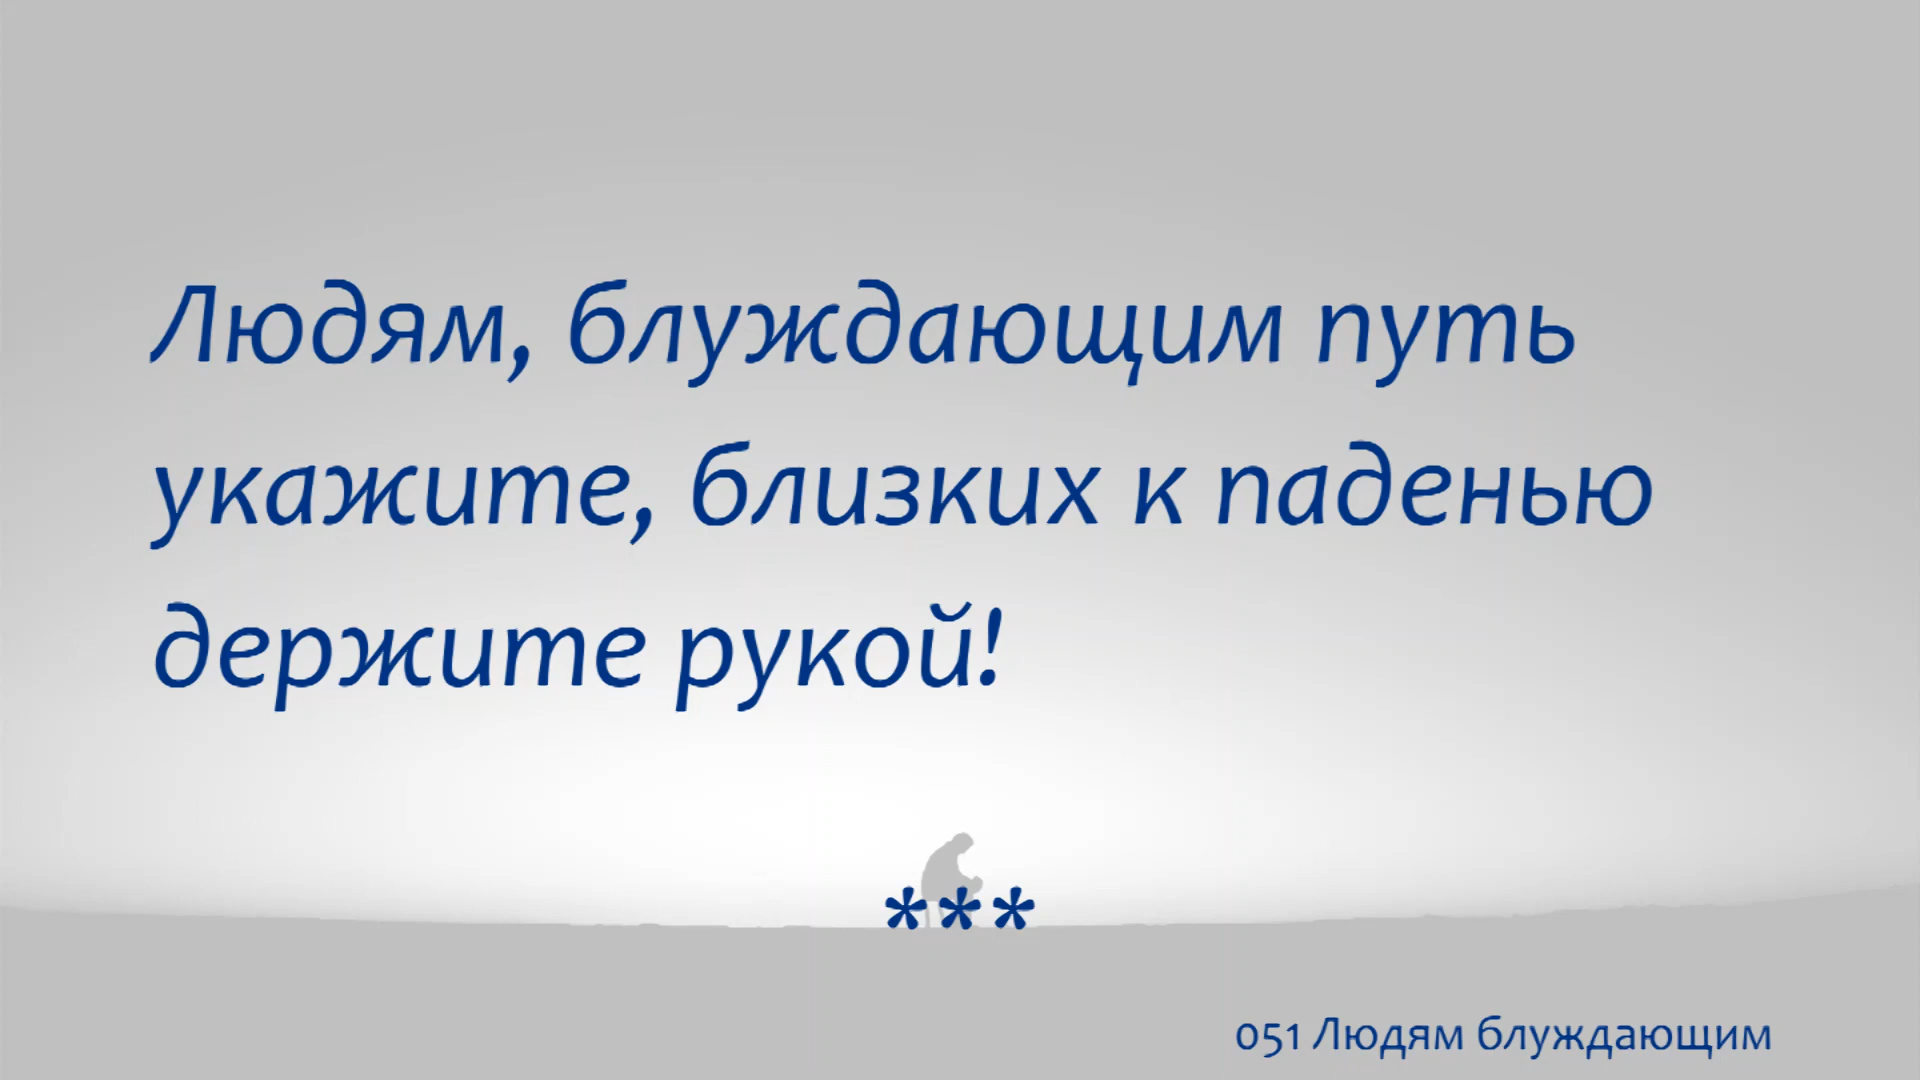 Людям, блуждающим путь
укажите, близких к паденью
держите рукой!
***
051 Людям блуждающим